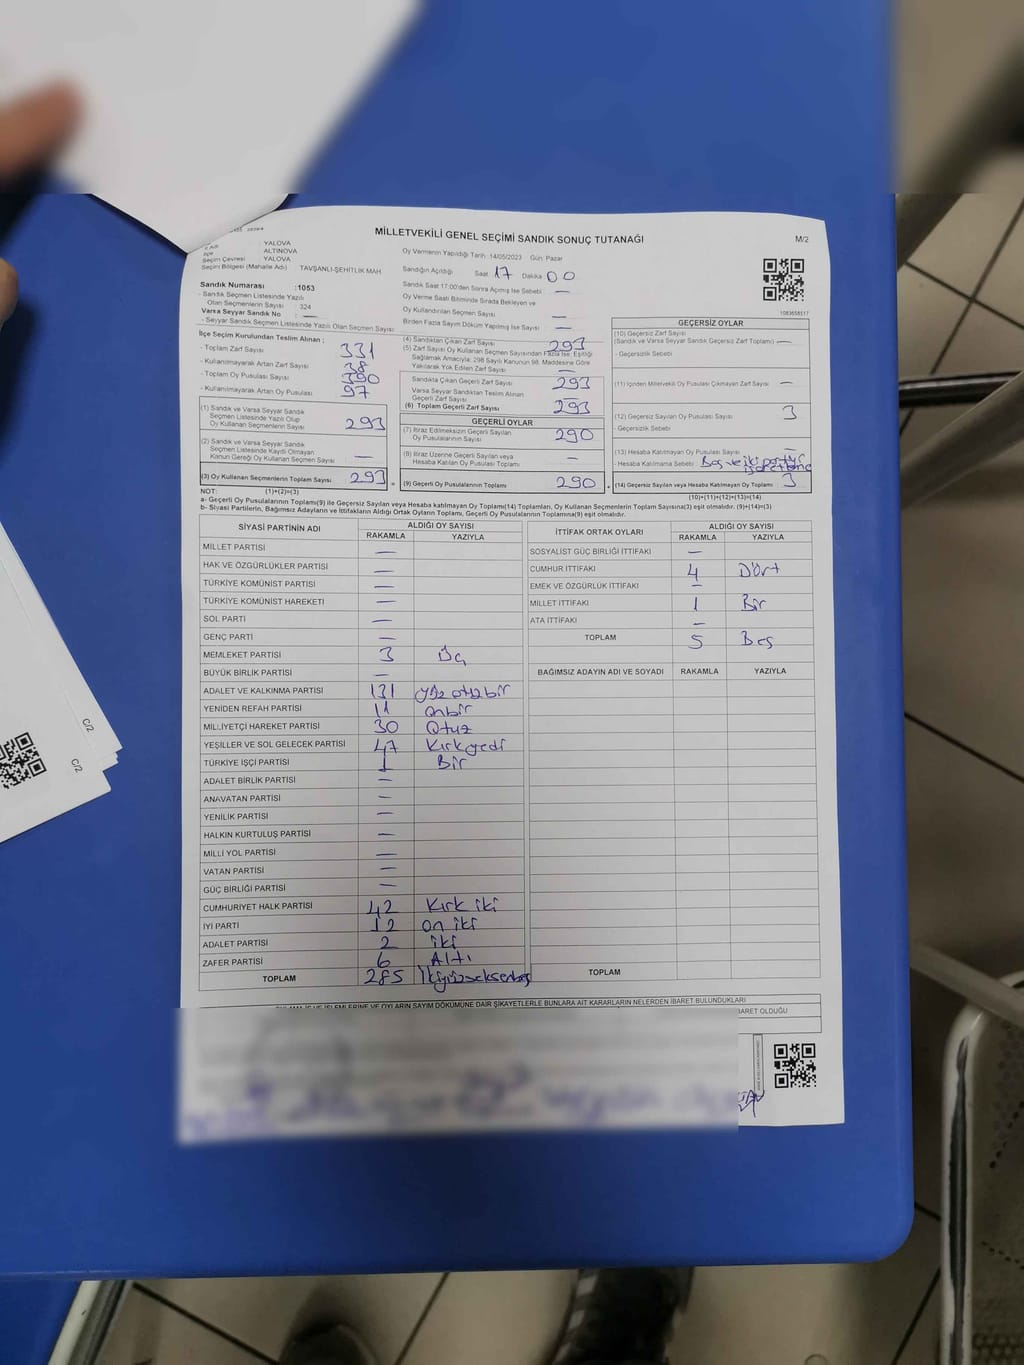 MİLLETVEKİLİ GENEL SEÇİMİ SANDIK SONUÇ TUTANAĞI
M/2
: YALOVA
: ALTINOVA
Seçim Çevresi : YALOVA
Seçim Bölgesi (Mahalle Adı) : TAVŞANLI-ŞEHİTLİK MAH
Sandık Numarası : 1053
- Sandık Seçmen Listesinde Yazılı
Olan Seçmenlerin Sayısı : 324
Varsa Seyyar Sandık No : —
- Seyyar Sandık Seçmen Listesinde Yazılı Olan Seçmen Sayısı
Oy Vermenin Yapıldığı Tarih :14/05/2023 Gün: Pazar
Sandığın Açıldığı Saat 17 Dakika 00
Sandık Saat 17:00'den Sonra Açılmış İse Sebebi : —
Oy Verme Saati Bitiminde Sırada Bekleyen ve
Oy Kullandırılan Seçmen Sayısı : —
Birden Fazla Sayım Dökümü Yapılmış İse Sayısı : —
1083658517
İlçe Seçim Kurulundan Teslim Alınan ;
- Toplam Zarf Sayısı : 331
- Kullanılmayarak Artan Zarf Sayısı : 38
- Toplam Oy Pusulası Sayısı : 390
- Kullanılmayarak Artan Oy Pusulası : 97
(1) Sandık ve Varsa Seyyar Sandık
Seçmen Listesinde Yazılı Olup
Oy Kullanan Seçmenlerin Sayısı : 293
(2) Sandık ve Varsa Seyyar Sandık
Seçmen Listesinde Kaydı Olmayan
Kanun Gereği Oy Kullanan Seçmen Sayısı : —
(3) Oy Kullanan Seçmenlerin Toplam Sayısı : 293
(4) Sandıktan Çıkan Zarf Sayısı : 293
(5) Zarf Sayısı Oy Kullanan Seçmen Sayısından Fazla İse; Eşitliği
Sağlamak Amacıyla; 298 Sayılı Kanunun 98. Maddesine Göre
Yakılarak Yok Edilen Zarf Sayısı : —
Sandıkta Çıkan Geçerli Zarf Sayısı : 293
Varsa Seyyar Sandıktan Teslim Alınan
Geçerli Zarf Sayısı : —
(6) Toplam Geçerli Zarf Sayısı : 293
GEÇERLİ OYLAR
(7) İtiraz Edilmeksizin Geçerli Sayılan
Oy Pusulalarının Sayısı : 290
(8) İtiraz Üzerine Geçerli Sayılan veya
Hesaba Katılan Oy Pusulası Toplamı : —
(9) Geçerli Oy Pusulalarının Toplamı : 290
GEÇERSİZ OYLAR
(10) Geçersiz Zarf Sayısı
(Sandık ve Varsa Seyyar Sandık Geçersiz Zarf Toplamı) : —
- Geçersizlik Sebebi :
(11) İçinden Milletvekili Oy Pusulası Çıkmayan Zarf Sayısı : —
(12) Geçersiz Sayılan Oy Pusulası Sayısı : 3
- Geçersizlik Sebebi :
(13) Hesaba Katılmayan Oy Pusulası Sayısı : —
- Hesaba Katılmama Sebebi : Boş ve iki partiye
(14) Geçersiz Sayılan veya Hesaba Katılmayan Oy Toplamı : 3
NOT: (1)+(2)=(3)
(10)+(11)+(12)+(13)=(14)
a- Geçerli Oy Pusulalarının Toplamı(9) ile Geçersiz Sayılan veya Hesaba katılmayan Oy Toplamı(14) Toplamları, Oy Kullanan Seçmenlerin Toplam Sayısına(3) eşit olmalıdır. (9)+(14)=(3)
b- Siyasi Partilerin, Bağımsız Adayların ve İttifakların Aldığı Ortak Oyların Toplamı, Geçerli Oy Pusulalarının Toplamına(9) eşit olmalıdır.
SİYASİ PARTİNİN ADI ALDIĞI OY SAYISI
RAKAMLA YAZIYLA
MİLLET PARTİSİ —
HAK VE ÖZGÜRLÜKLER PARTİSİ —
TÜRKİYE KOMÜNİST PARTİSİ —
TÜRKİYE KOMÜNİST HAREKETİ —
SOL PARTİ —
GENÇ PARTİ —
MEMLEKET PARTİSİ 3 Üç
BÜYÜK BİRLİK PARTİSİ —
ADALET VE KALKINMA PARTİSİ 131 yüz otuz bir
YENİDEN REFAH PARTİSİ 11 onbir
MİLLİYETÇİ HAREKET PARTİSİ 30 Otuz
YEŞİLLER VE SOL GELECEK PARTİSİ 47 Kırkyedi
TÜRKİYE İŞÇİ PARTİSİ 1 Bir
ADALET BİRLİK PARTİSİ —
ANAVATAN PARTİSİ —
YENİLİK PARTİSİ —
HALKIN KURTULUŞ PARTİSİ —
MİLLİ YOL PARTİSİ —
VATAN PARTİSİ —
GÜÇ BİRLİĞİ PARTİSİ —
CUMHURİYET HALK PARTİSİ 42 Kırk iki
İYİ PARTİ 12 on iki
ADALET PARTİSİ 2 iki
ZAFER PARTİSİ 6 Altı
TOPLAM 285 İkiyüzseksenbeş
İTTİFAK ORTAK OYLARI ALDIĞI OY SAYISI
RAKAMLA YAZIYLA
SOSYALİST GÜÇ BİRLİĞİ İTTİFAKI —
CUMHUR İTTİFAKI 4 Dört
EMEK VE ÖZGÜRLÜK İTTİFAKI —
MİLLET İTTİFAKI 1 Bir
ATA İTTİFAKI —
TOPLAM 5 Beş
BAĞIMSIZ ADAYIN ADI VE SOYADI RAKAMLA YAZIYLA
TOPLAM
İŞLEMLERİNE VE OYLARIN SAYIM DÖKÜMÜNE DAİR ŞİKAYETLERLE BUNLARA AİT KARARLARIN NELERDEN İBARET BULUNDUKLARI
BARET OLDUĞU
C/2
C/2